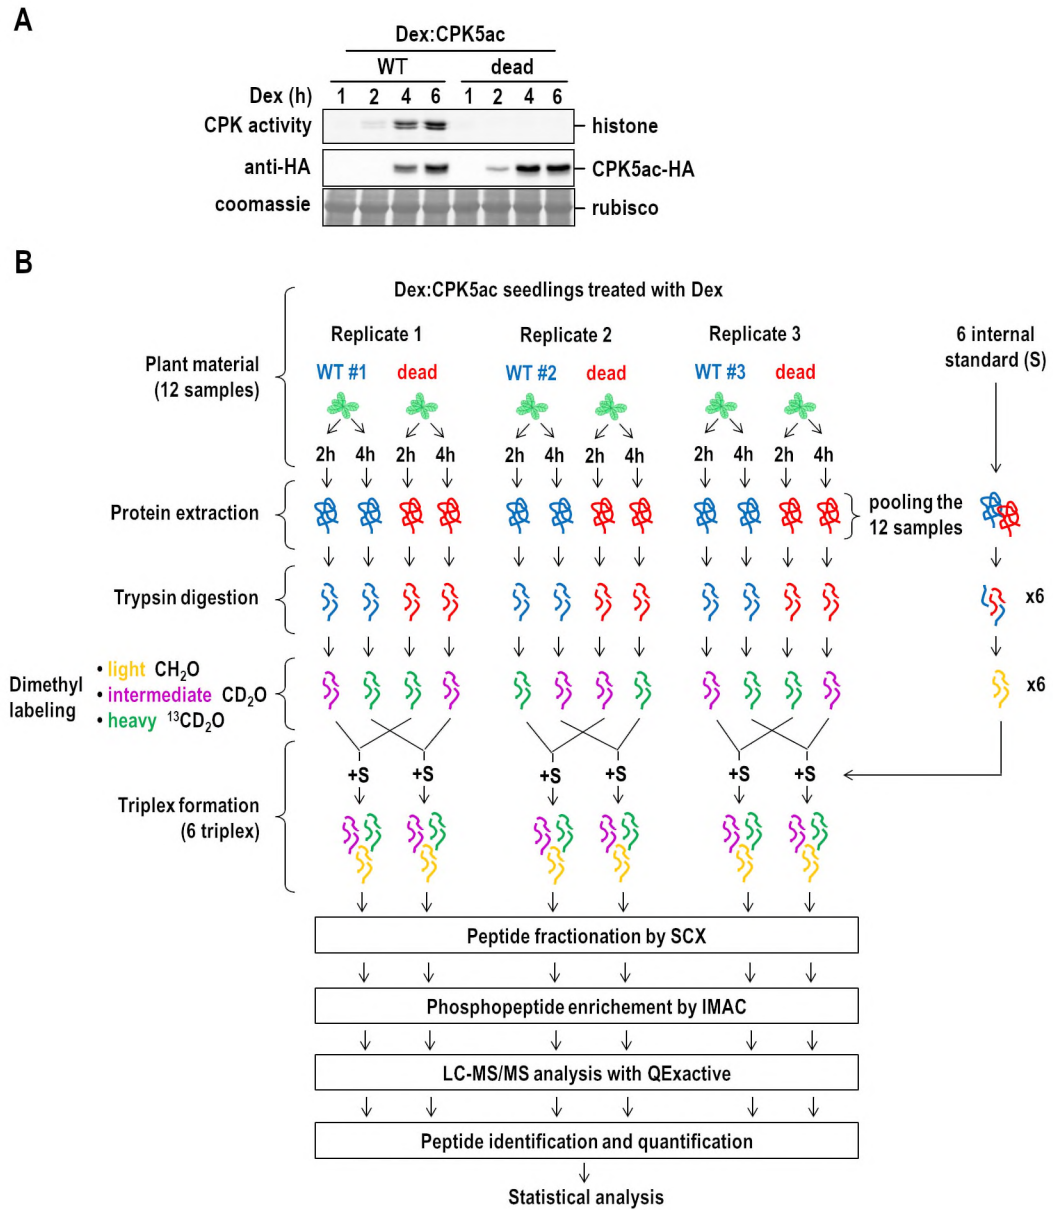 A
Dex:CPK5ac
WT dead
Dex (h) 1 2 4 6 1 2 4 6
CPK activity histone
anti-HA CPK5ac-HA
coomassie rubisco
B
Dex:CPK5ac seedlings treated with Dex
Replicate 1 Replicate 2 Replicate 3 6 internal
standard (S)
Plant material
(12 samples)
WT #1 dead WT #2 dead WT #3 dead
2h 4h 2h 4h 2h 4h 2h 4h 2h 4h 2h 4h
Protein extraction pooling the
12 samples
Trypsin digestion x6
Dimethyl
labeling
• light CH₂O
• intermediate CD₂O
• heavy ¹³CD₂O
x6
+S +S +S +S +S +S
Triplex formation
(6 triplex)
Peptide fractionation by SCX
Phosphopeptide enrichement by IMAC
LC-MS/MS analysis with QExactive
Peptide identification and quantification
Statistical analysis